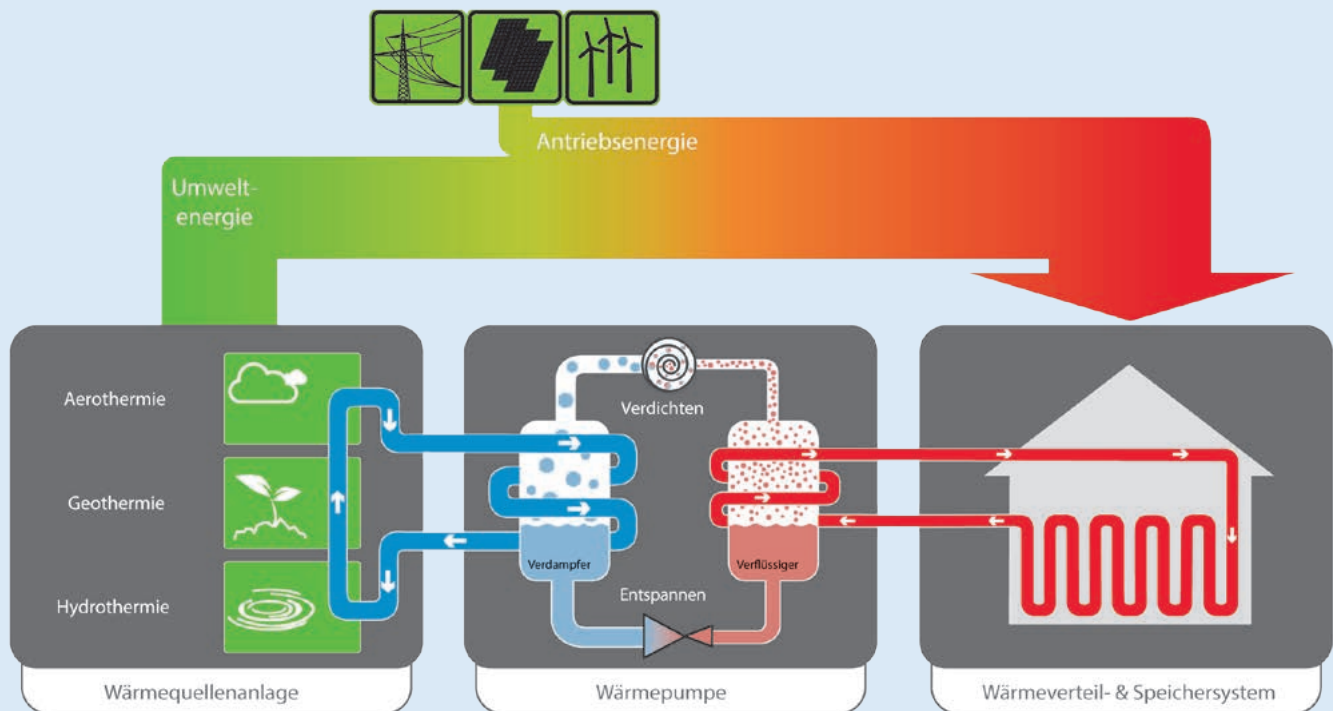 Antriebsenergie
Umwelt-
energie
Aerothermie
Geothermie
Hydrothermie
Wärmequellenanlage
Verdichten
Verdampfer
Verflüssiger
Entspannen
Wärmepumpe
Wärmeverteil- & Speichersystem